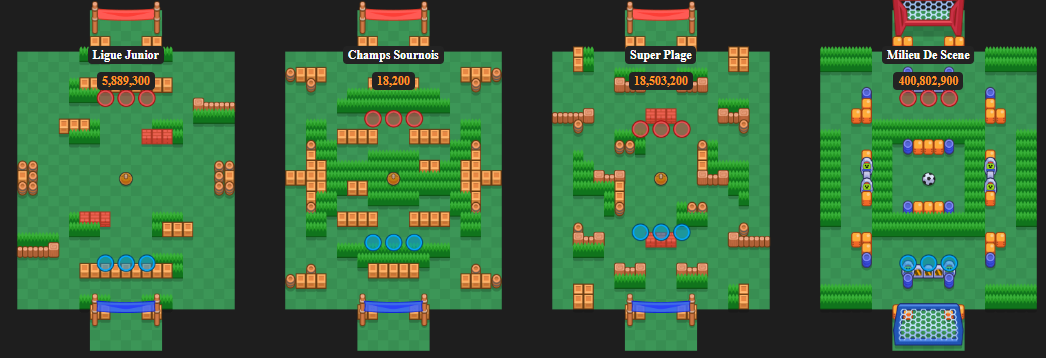 Ligue Junior
5,889,300
Champs Sournois
18,200
Super Plage
18,503,200
Milieu De Scene
400,802,900